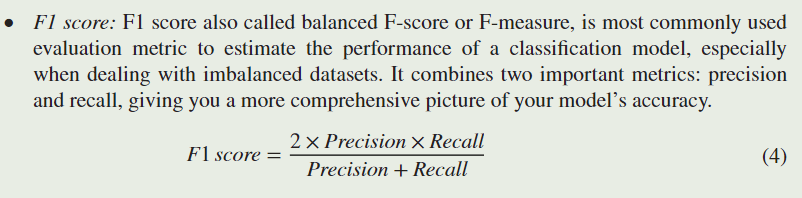 • F1 score: F1 score also called balanced F-score or F-measure, is most commonly used
evaluation metric to estimate the performance of a classification model, especially
when dealing with imbalanced datasets. It combines two important metrics: precision
and recall, giving you a more comprehensive picture of your model's accuracy.
F1 score = 2 × Precision × Recall / Precision + Recall (4)